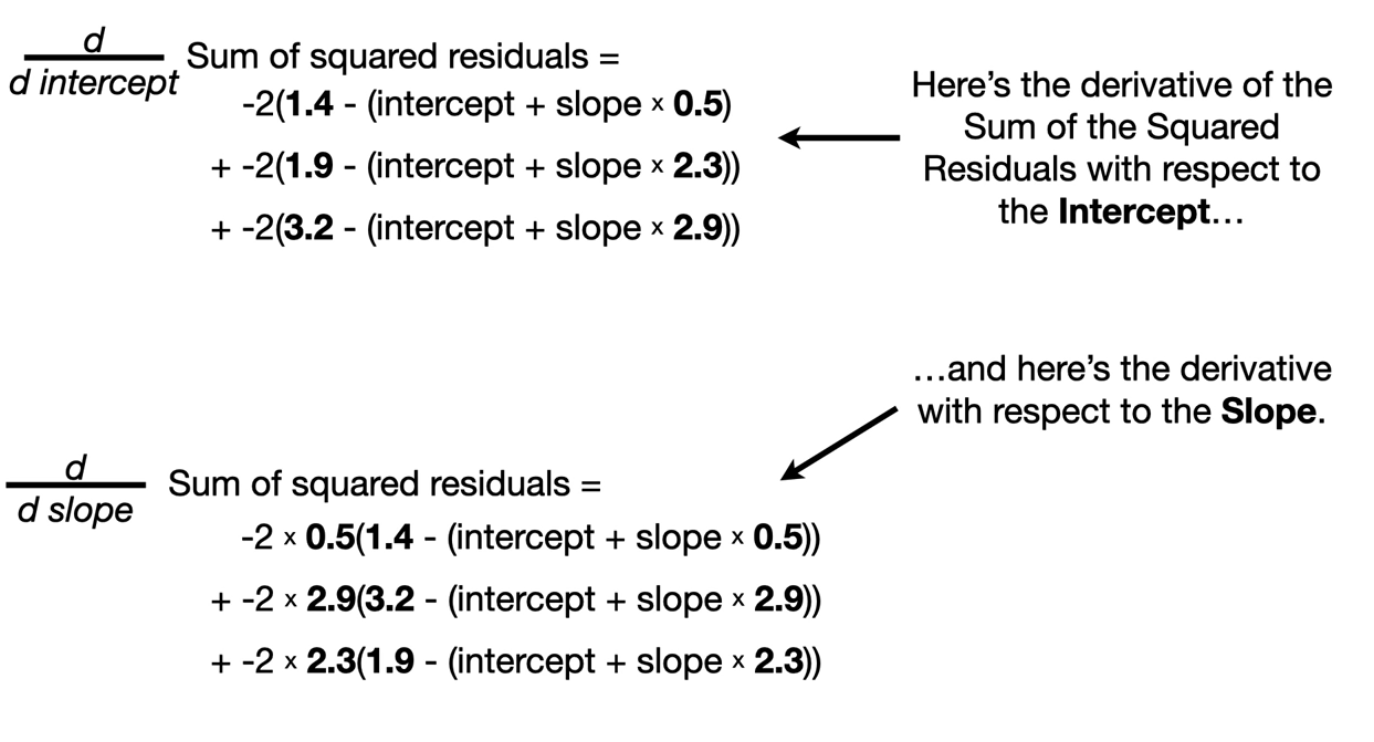 d
d intercept
Sum of squared residuals =
-2(1.4 - (intercept + slope × 0.5)
+ -2(1.9 - (intercept + slope × 2.3))
+ -2(3.2 - (intercept + slope × 2.9))
Here’s the derivative of the
Sum of the Squared
Residuals with respect to
the Intercept…
…and here’s the derivative
with respect to the Slope.
d
d slope
Sum of squared residuals =
-2 × 0.5(1.4 - (intercept + slope × 0.5))
+ -2 × 2.9(3.2 - (intercept + slope × 2.9))
+ -2 × 2.3(1.9 - (intercept + slope × 2.3))